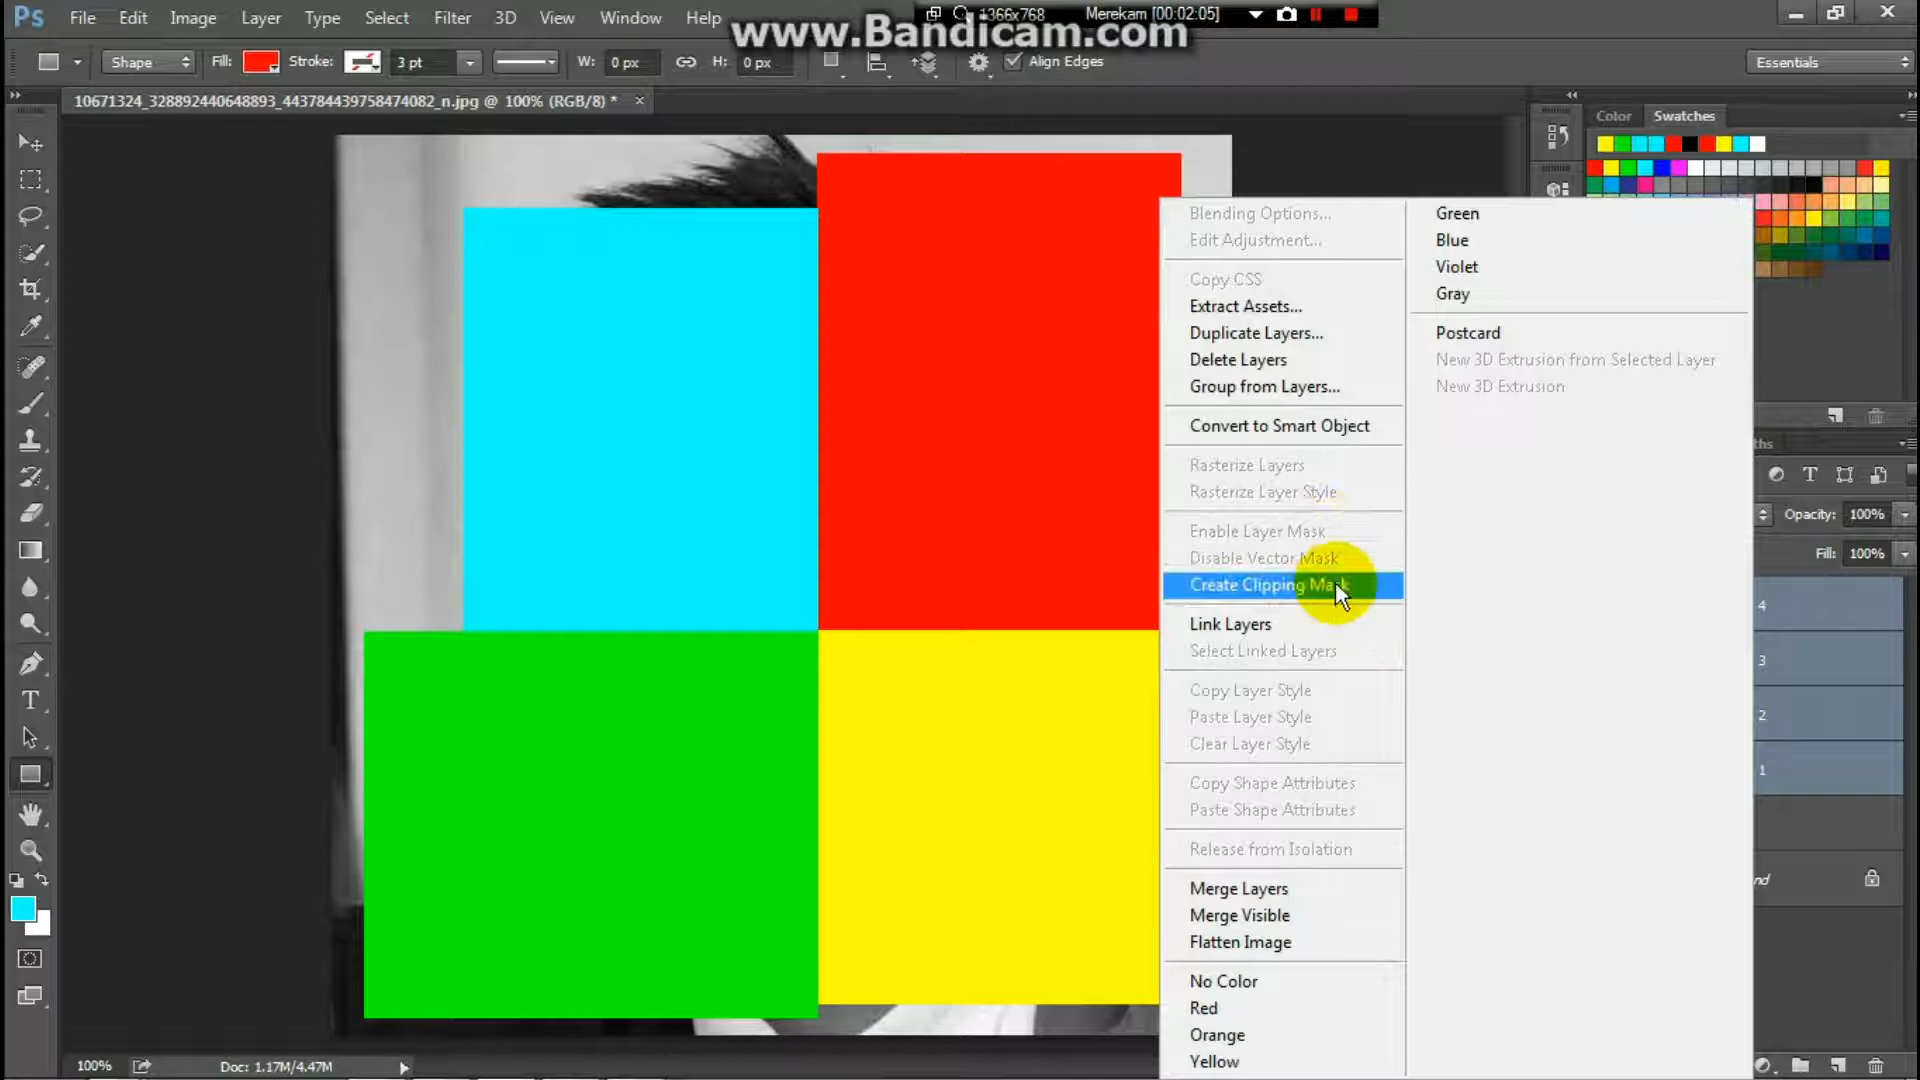 Ps File Edit Image Layer Type Select Filter 3D View Window Help
1366x768 Merekam [00:02:05]
www.Bandicam.com
Shape Fill: Stroke: 3 pt W: 0 px H: 0 px Align Edges Essentials
10671324_328892440648893_443784439758474082_n.jpg @ 100% (RGB/8) *
Color Swatches
Blending Options...
Edit Adjustment...
Copy CSS
Extract Assets...
Duplicate Layers...
Delete Layers
Group from Layers...
Convert to Smart Object
Rasterize Layers
Rasterize Layer Style
Enable Layer Mask
Disable Vector Mask
Create Clipping Mask
Link Layers
Select Linked Layers
Copy Layer Style
Paste Layer Style
Clear Layer Style
Copy Shape Attributes
Paste Shape Attributes
Release from Isolation
Merge Layers
Merge Visible
Flatten Image
No Color
Red
Orange
Yellow
Green
Blue
Violet
Gray
Postcard
New 3D Extrusion from Selected Layer
New 3D Extrusion
ths
Opacity: 100%
Fill: 100%
4
3
2
1
nd
100% Doc: 1.17M/4.47M